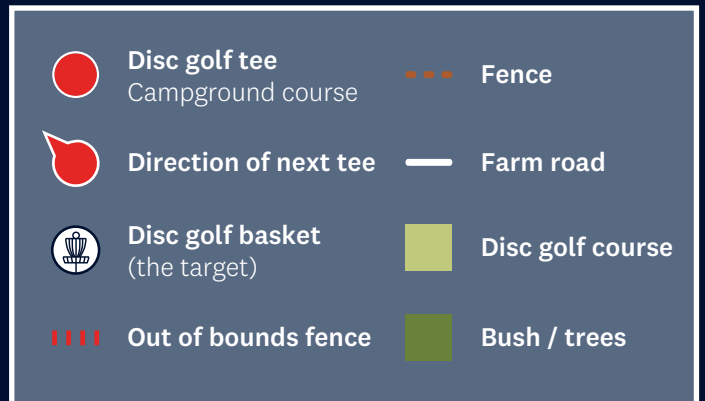 Disc golf tee
Campground course
Direction of next tee
Disc golf basket
(the target)
Out of bounds fence
Fence
Farm road
Disc golf course
Bush / trees